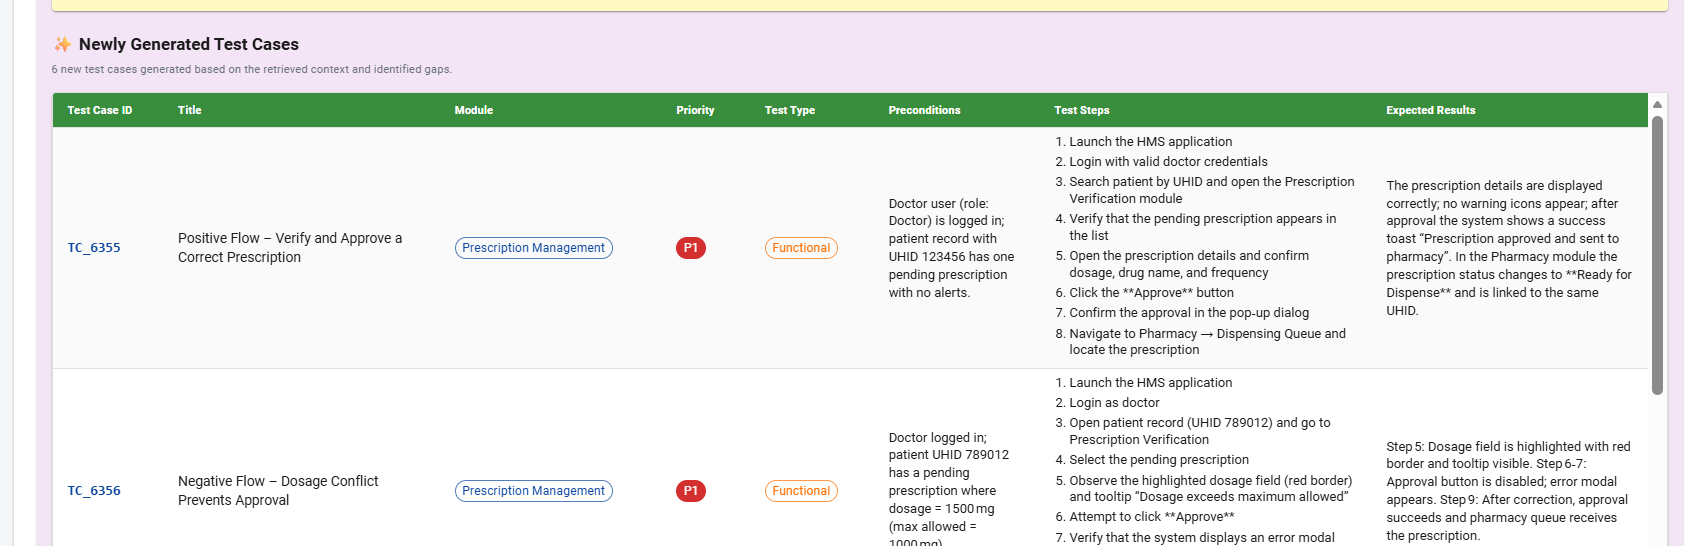 ✨ Newly Generated Test Cases
6 new test cases generated based on the retrieved context and identified gaps.
Test Case ID Title Module Priority Test Type Preconditions Test Steps Expected Results
TC_6355
Positive Flow – Verify and Approve a
Correct Prescription
Prescription Management
P1
Functional
Doctor user (role:
Doctor) is logged in;
patient record with
UHID 123456 has one
pending prescription
with no alerts.
1. Launch the HMS application
2. Login with valid doctor credentials
3. Search patient by UHID and open the Prescription
Verification module
4. Verify that the pending prescription appears in
the list
5. Open the prescription details and confirm
dosage, drug name, and frequency
6. Click the **Approve** button
7. Confirm the approval in the pop-up dialog
8. Navigate to Pharmacy → Dispensing Queue and
locate the prescription
The prescription details are displayed
correctly; no warning icons appear; after
approval the system shows a success
toast “Prescription approved and sent to
pharmacy”. In the Pharmacy module the
prescription status changes to **Ready for
Dispense** and is linked to the same
UHID.
TC_6356
Negative Flow – Dosage Conflict
Prevents Approval
Prescription Management
P1
Functional
Doctor logged in;
patient UHID 789012
has a pending
prescription where
dosage = 1500 mg
(max allowed =
1000 mg)
1. Launch the HMS application
2. Login as doctor
3. Open patient record (UHID 789012) and go to
Prescription Verification
4. Select the pending prescription
5. Observe the highlighted dosage field (red border)
and tooltip “Dosage exceeds maximum allowed”
6. Attempt to click **Approve**
7. Verify that the system displays an error modal
Step 5: Dosage field is highlighted with red
border and tooltip visible. Step 6-7:
Approval button is disabled; error modal
appears. Step 9: After correction, approval
succeeds and pharmacy queue receives
the prescription.